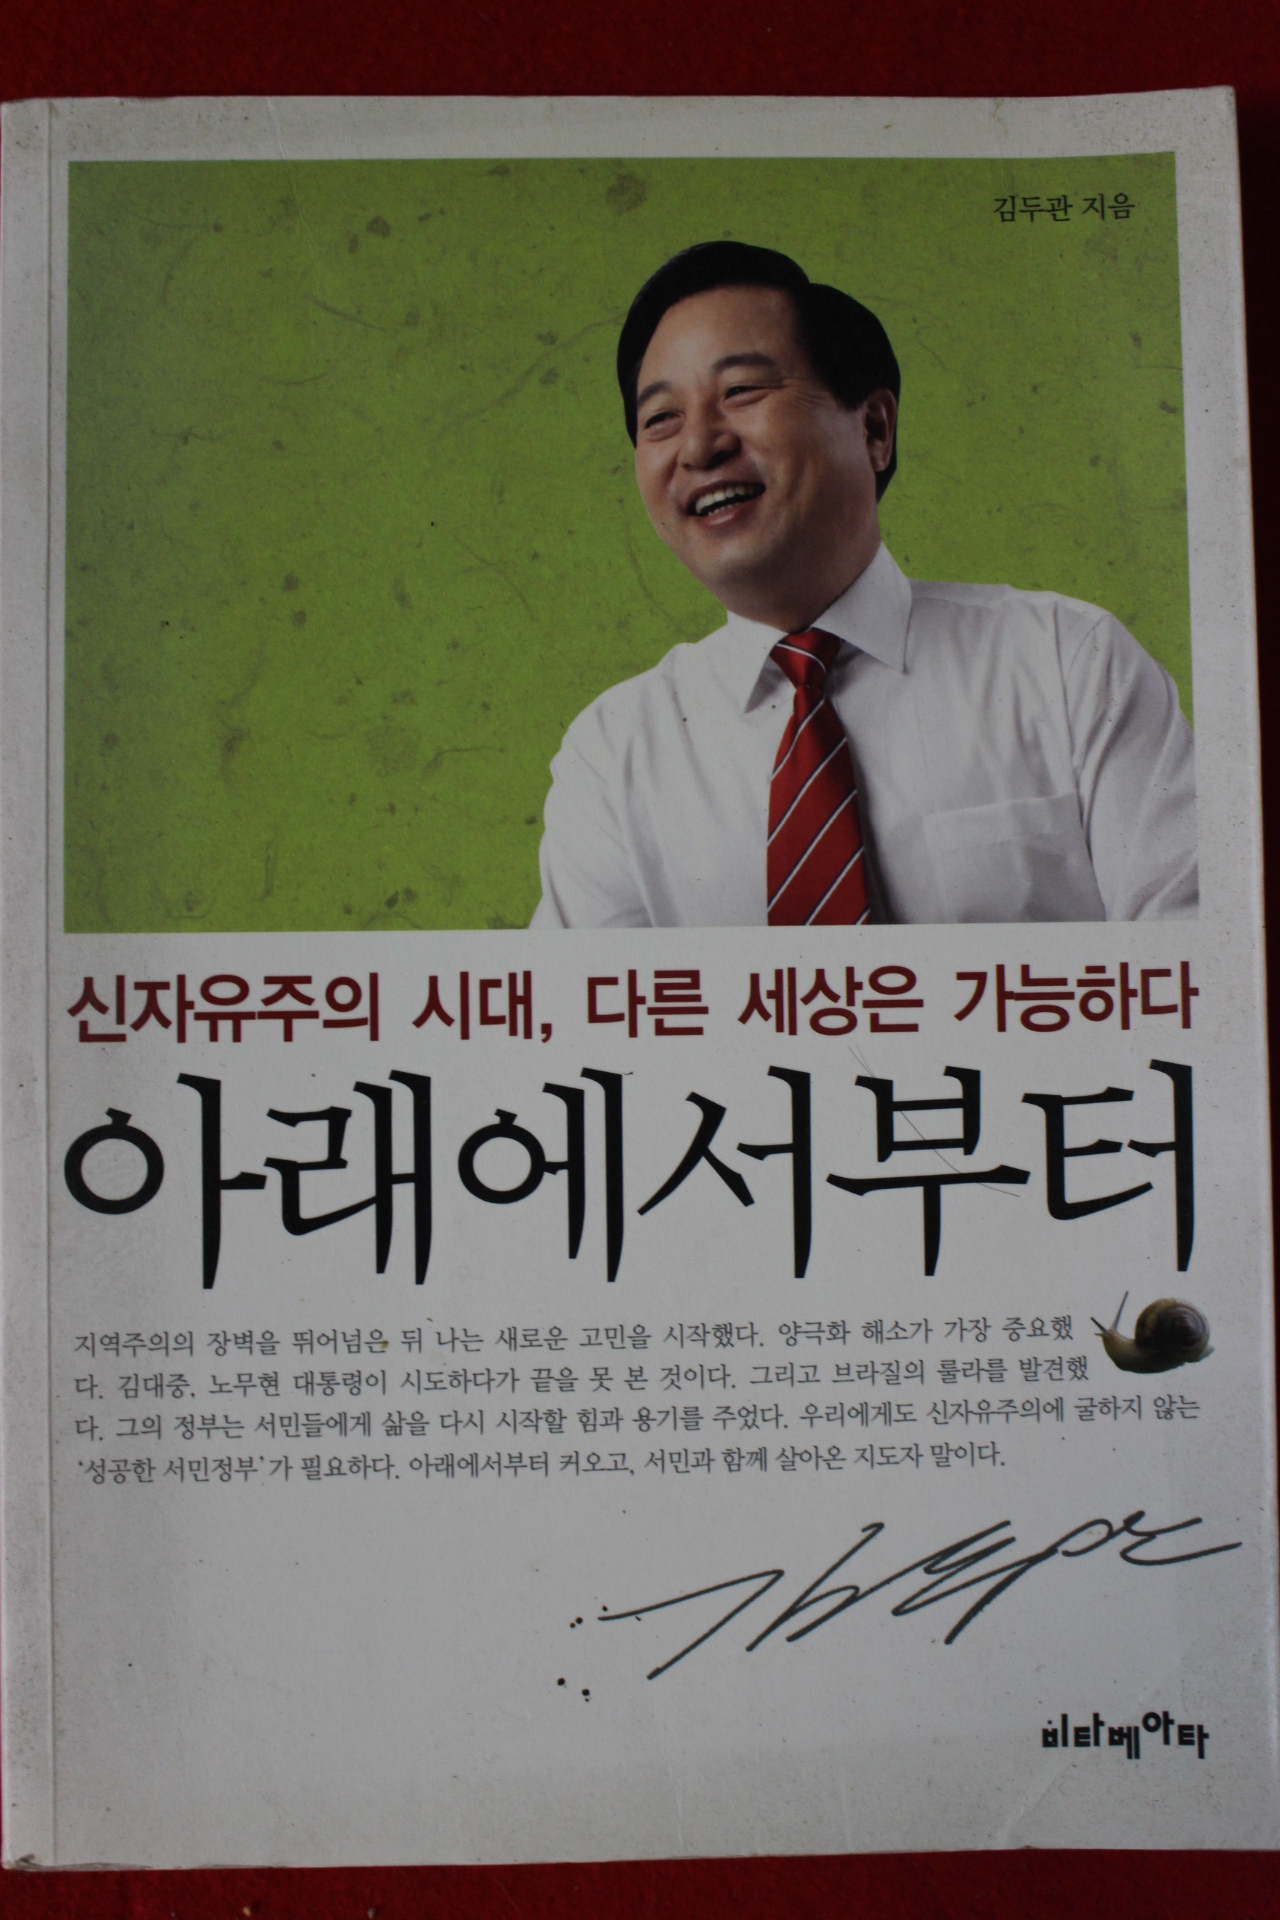 김두관 지음
신자유주의 시대, 다른 세상은 가능하다
아래에서부터
지역주의의 장벽을 뛰어넘은 뒤 나는 새로운 고민을 시작했다. 양극화 해소가 가장 중요했
다. 김대중, 노무현 대통령이 시도하다가 끝을 못 본 것이다. 그리고 브라질의 룰라를 발견했
다. 그의 정부는 서민들에게 삶을 다시 시작할 힘과 용기를 주었다. 우리에게도 신자유주의에 굴하지 않는
‘성공한 서민정부’가 필요하다. 아래에서부터 커오고, 서민과 함께 살아온 지도자 말이다.
김두관
비타베아타